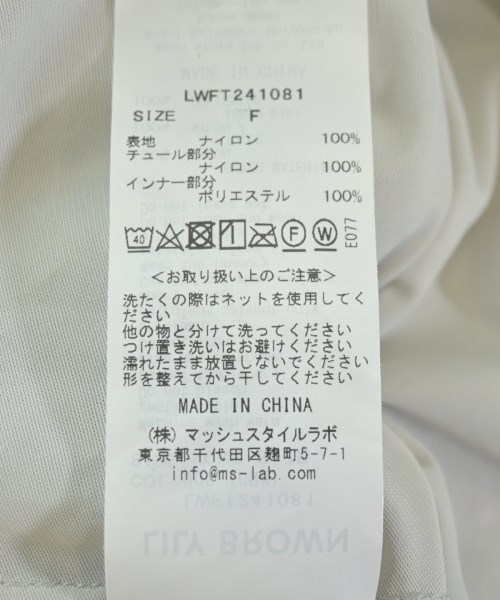 LWFT241081
SIZE F
表地 ナイロン 100%
チュール部分
ナイロン 100%
インナー部分
ポリエステル 100%
40 F W E077
<お取り扱い上のご注意>
洗たくの際はネットを使用してく
ださい
他の物と分けて洗ってください
つけ置き洗いはお避けください
濡れたまま放置しないでください
形を整えてから干してください
MADE IN CHINA
(株) マッシュスタイルラボ
東京都千代田区麹町5-7-1
info@ms-lab.com
LWFT241081
LILY BROWN